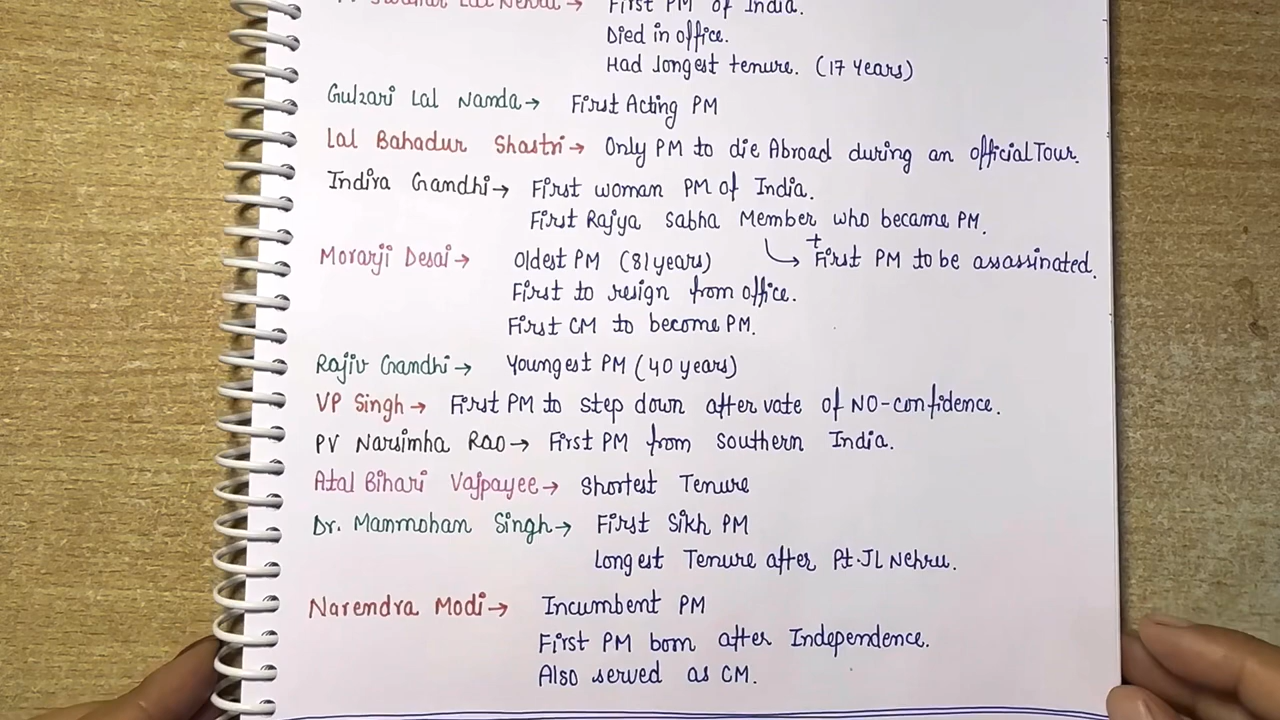 Lal Nehru→ First PM of India.
Died in office.
Had longest tenure. (17 Years)
Gulzari Lal Nanda→ First Acting PM
Lal Bahadur Shastri→ Only PM to die Abroad during an official Tour.
Indira Gandhi→ First woman PM of India.
First Rajya Sabha Member who became PM.
+ First PM to be assassinated.
Morarji Desai→ Oldest PM (81 years)
First to resign from office.
First CM to become PM.
Rajiv Gandhi→ Youngest PM (40 years)
VP Singh→ First PM to step down after vote of NO-confidence.
PV Narsimha Rao→ First PM from Southern India.
Atal Bihari Vajpayee→ Shortest Tenure
Dr. Manmohan Singh→ First Sikh PM
Longest Tenure after Pt. JL Nehru.
Narendra Modi→ Incumbent PM
First PM born after Independence.
Also served as CM.